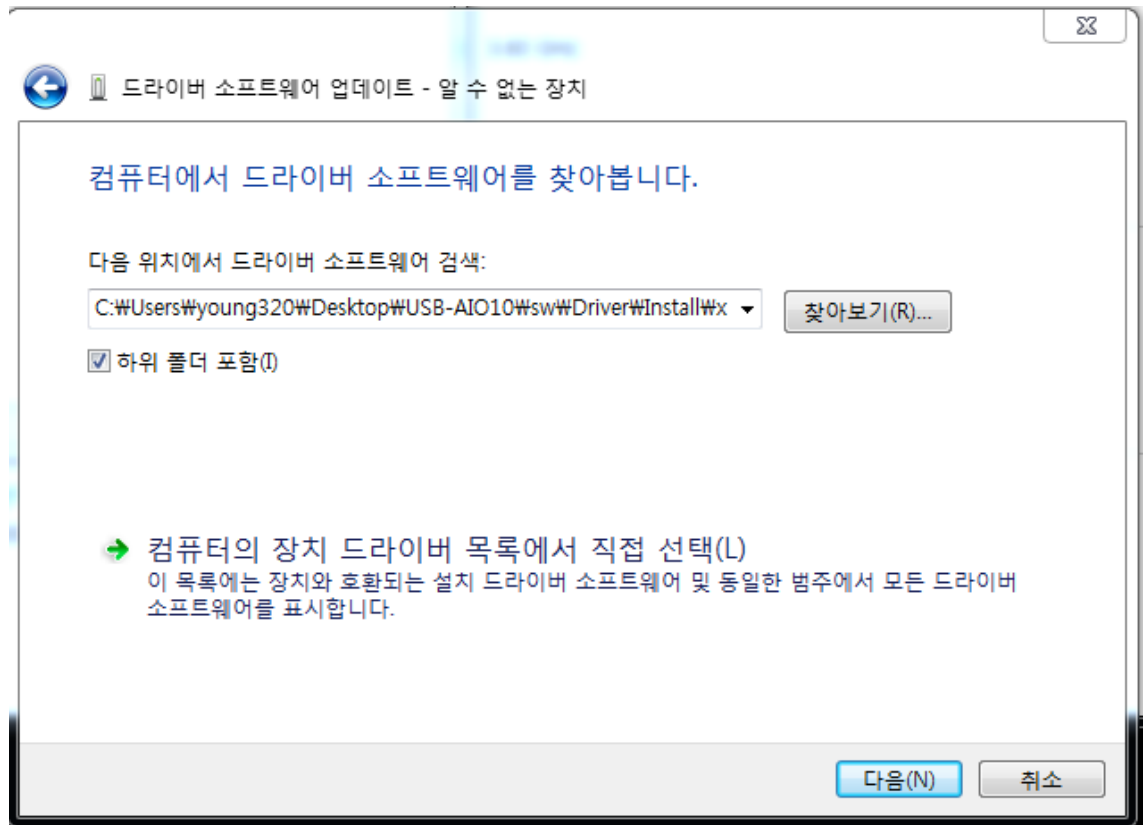 드라이버 소프트웨어 업데이트 - 알 수 없는 장치
컴퓨터에서 드라이버 소프트웨어를 찾아봅니다.
다음 위치에서 드라이버 소프트웨어 검색:
C:₩Users₩young320₩Desktop₩USB-AIO10₩sw₩Driver₩Install₩x
찾아보기(R)...
하위 폴더 포함(I)
컴퓨터의 장치 드라이버 목록에서 직접 선택(L)
이 목록에는 장치와 호환되는 설치 드라이버 소프트웨어 및 동일한 범주에서 모든 드라이버
소프트웨어를 표시합니다.
다음(N) 취소